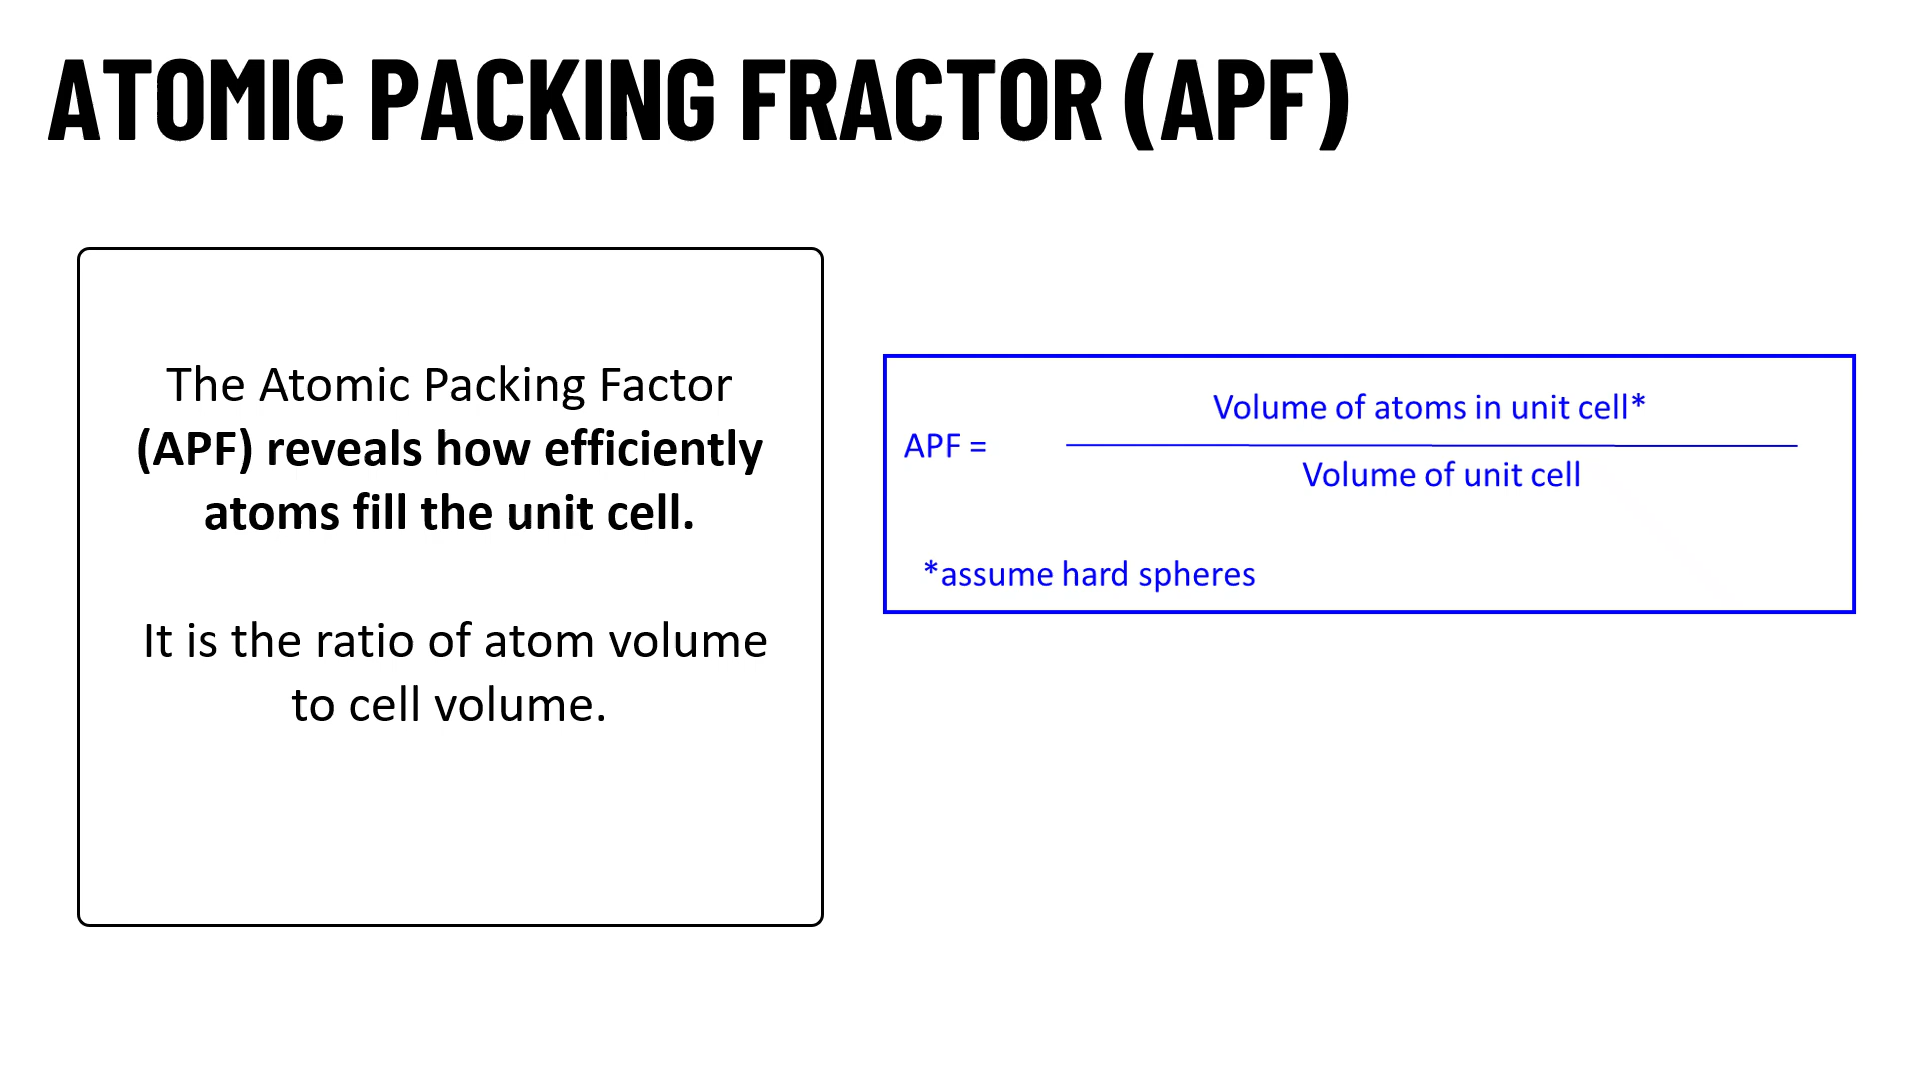 ATOMIC PACKING FRACTOR (APF)
The Atomic Packing Factor
(APF) reveals how efficiently
atoms fill the unit cell.
It is the ratio of atom volume
to cell volume.
Volume of atoms in unit cell*
APF =
Volume of unit cell
*assume hard spheres